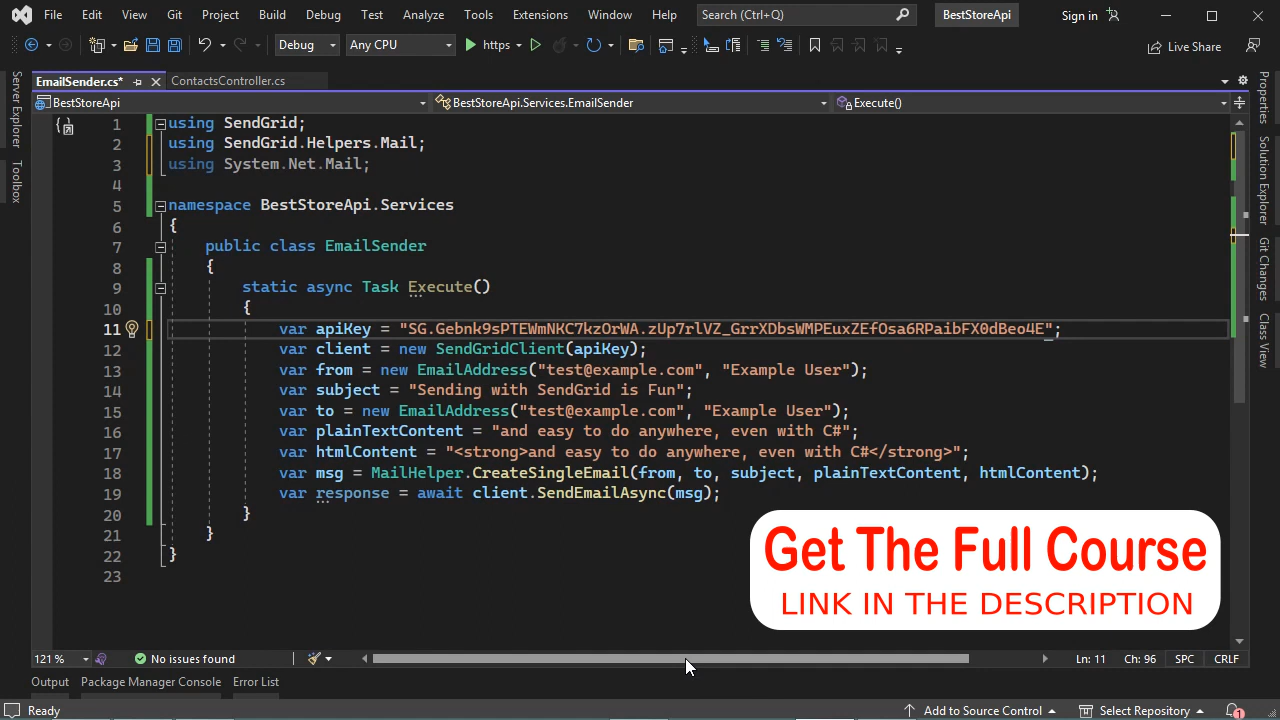 File Edit View Git Project Build Debug Test Analyze Tools Extensions Window Help Search (Ctrl+Q) BestStoreApi Sign in
Debug Any CPU https Live Share
EmailSender.cs* ContactsController.cs
BestStoreApi BestStoreApi.Services.EmailSender Execute()
Server Explorer
Toolbox
Properties
Solution Explorer
Git Changes
Class View
1 using SendGrid;
2 using SendGrid.Helpers.Mail;
3 using System.Net.Mail;
4
5 namespace BestStoreApi.Services
6 {
7 public class EmailSender
8 {
9 static async Task Execute()
10 {
11 var apiKey = "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";
12 var client = new SendGridClient(apiKey);
13 var from = new EmailAddress("test@example.com", "Example User");
14 var subject = "Sending with SendGrid is Fun";
15 var to = new EmailAddress("test@example.com", "Example User");
16 var plainTextContent = "and easy to do anywhere, even with C#";
17 var htmlContent = "<strong>and easy to do anywhere, even with C#</strong>";
18 var msg = MailHelper.CreateSingleEmail(from, to, subject, plainTextContent, htmlContent);
19 var response = await client.SendEmailAsync(msg);
20 }
21 }
22 }
23
Get The Full Course
LINK IN THE DESCRIPTION
121 % No issues found Ln: 11 Ch: 96 SPC CRLF
Output Package Manager Console Error List
Ready Add to Source Control Select Repository 1